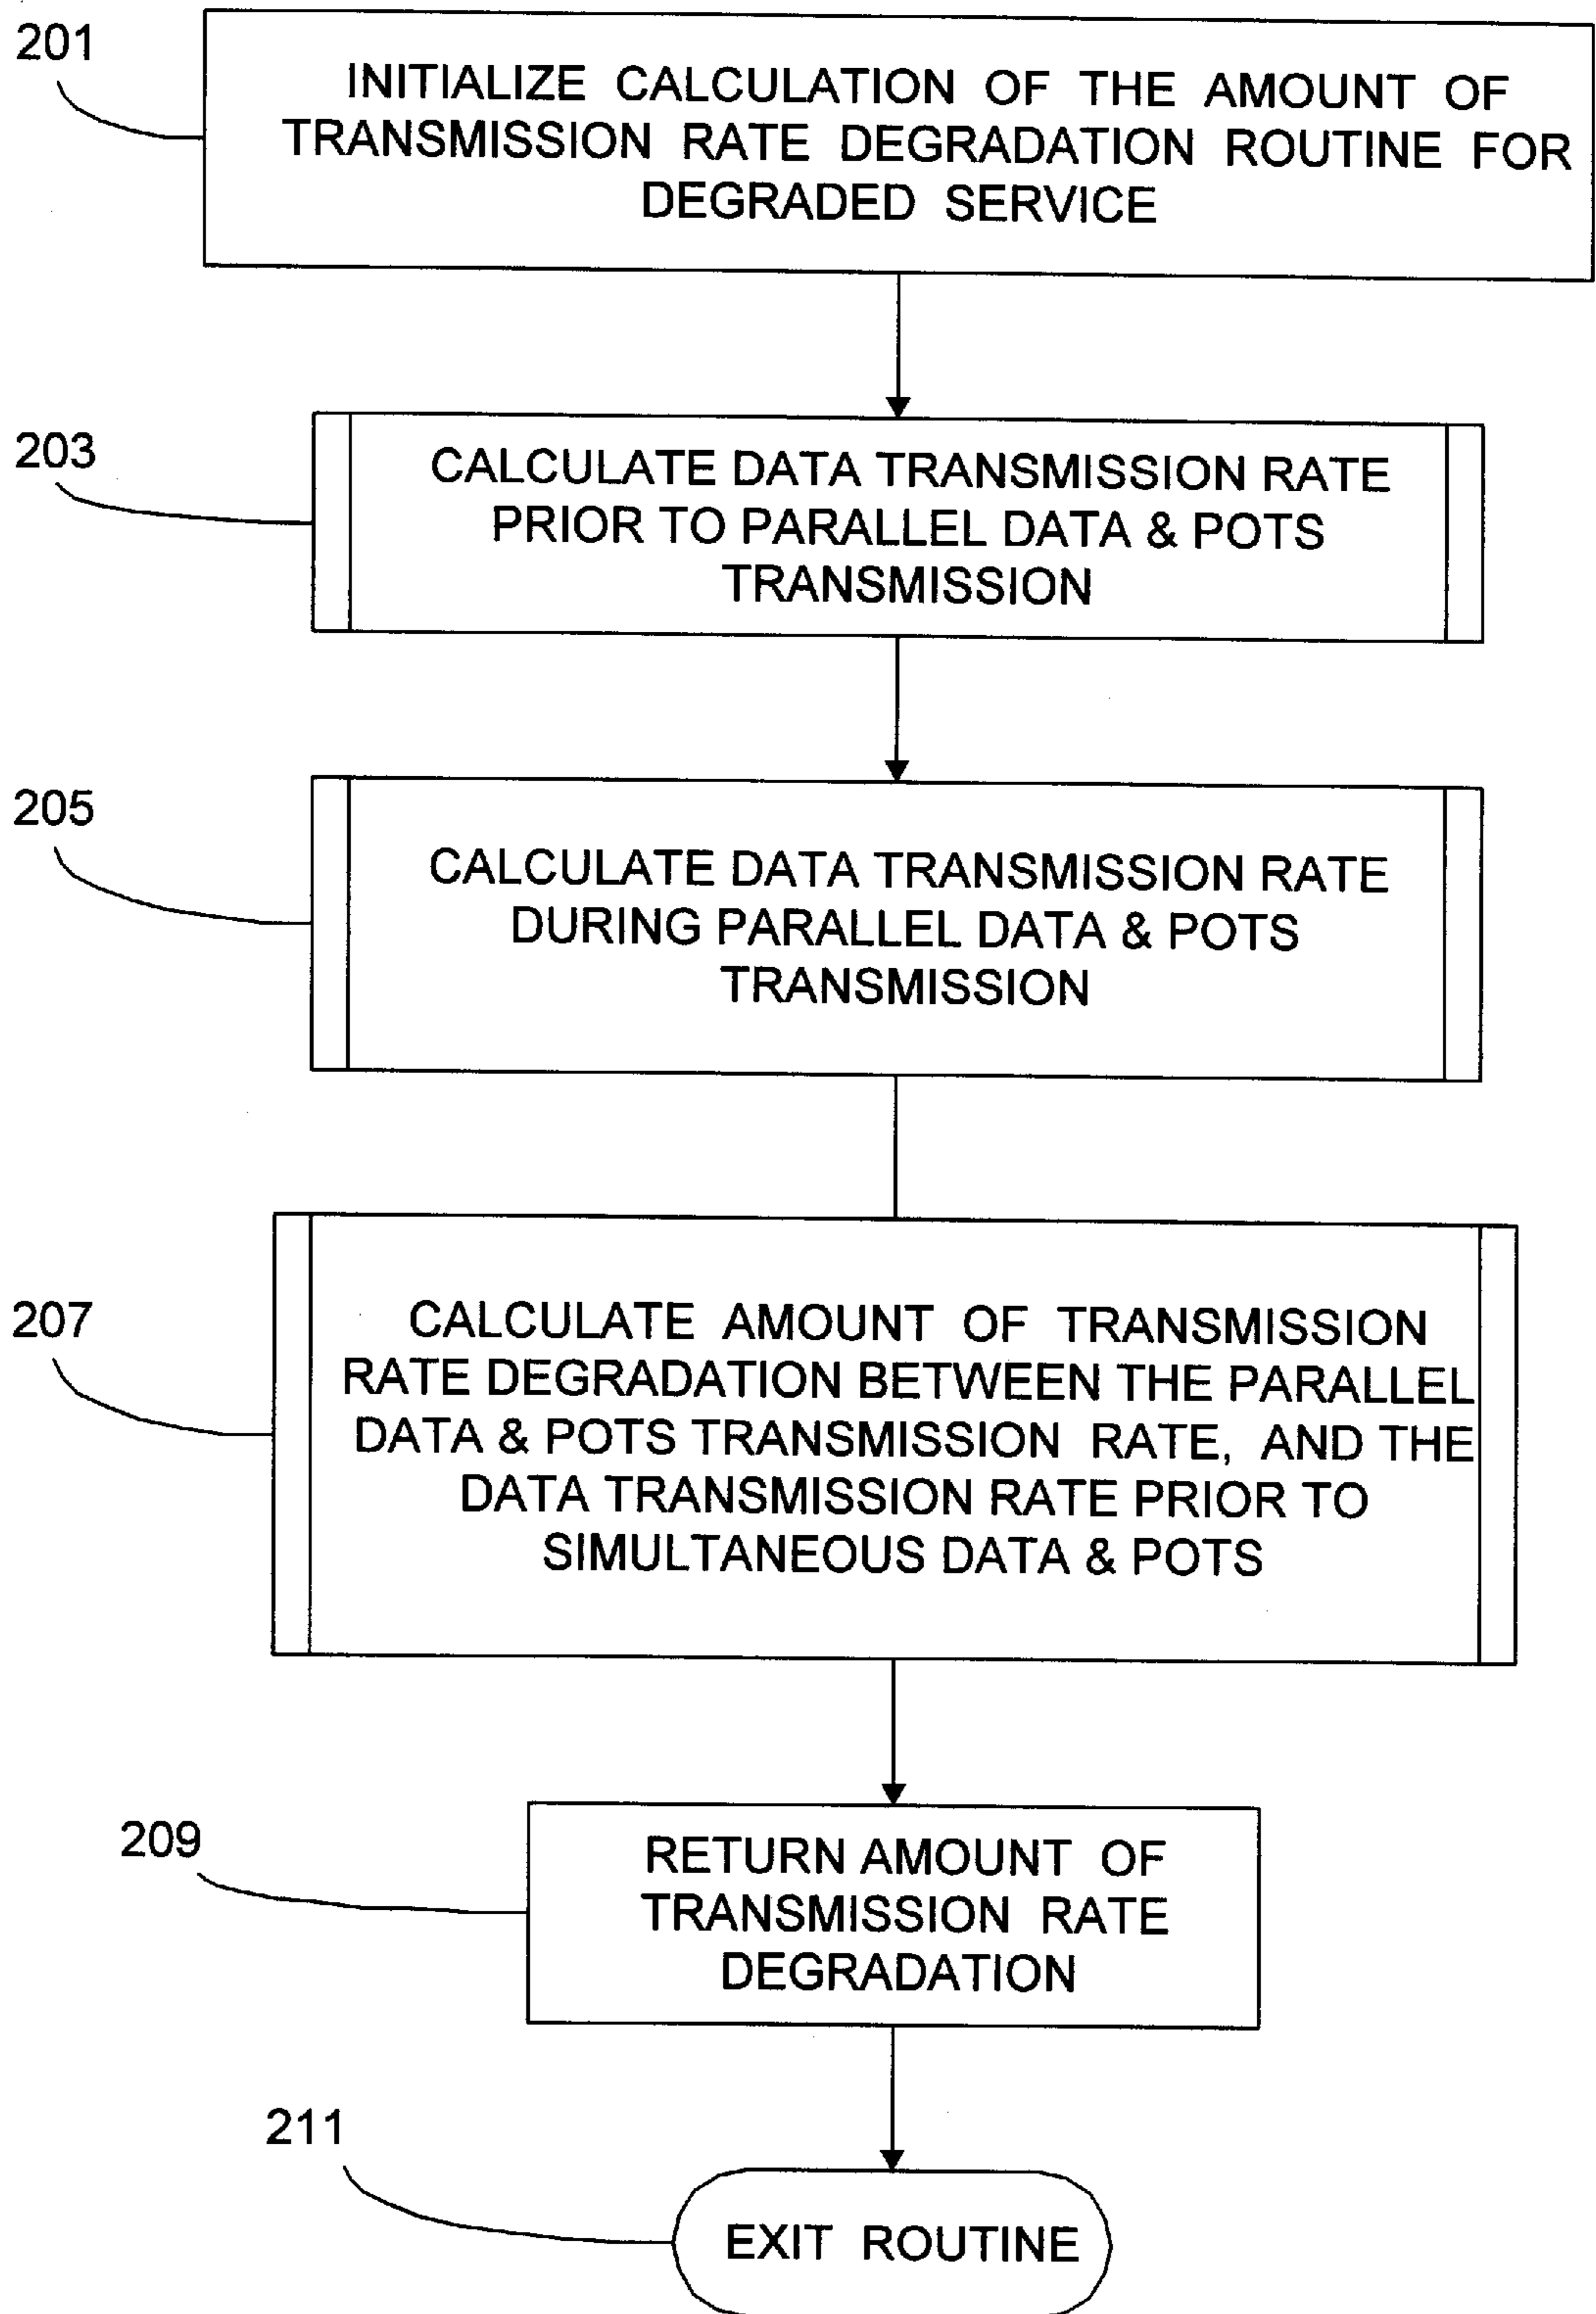 201
INITIALIZE CALCULATION OF THE AMOUNT OF
TRANSMISSION RATE DEGRADATION ROUTINE FOR
DEGRADED SERVICE
203
CALCULATE DATA TRANSMISSION RATE
PRIOR TO PARALLEL DATA & POTS
TRANSMISSION
205
CALCULATE DATA TRANSMISSION RATE
DURING PARALLEL DATA & POTS
TRANSMISSION
207
CALCULATE AMOUNT OF TRANSMISSION
RATE DEGRADATION BETWEEN THE PARALLEL
DATA & POTS TRANSMISSION RATE, AND THE
DATA TRANSMISSION RATE PRIOR TO
SIMULTANEOUS DATA & POTS
209
RETURN AMOUNT OF
TRANSMISSION RATE
DEGRADATION
211
EXIT ROUTINE